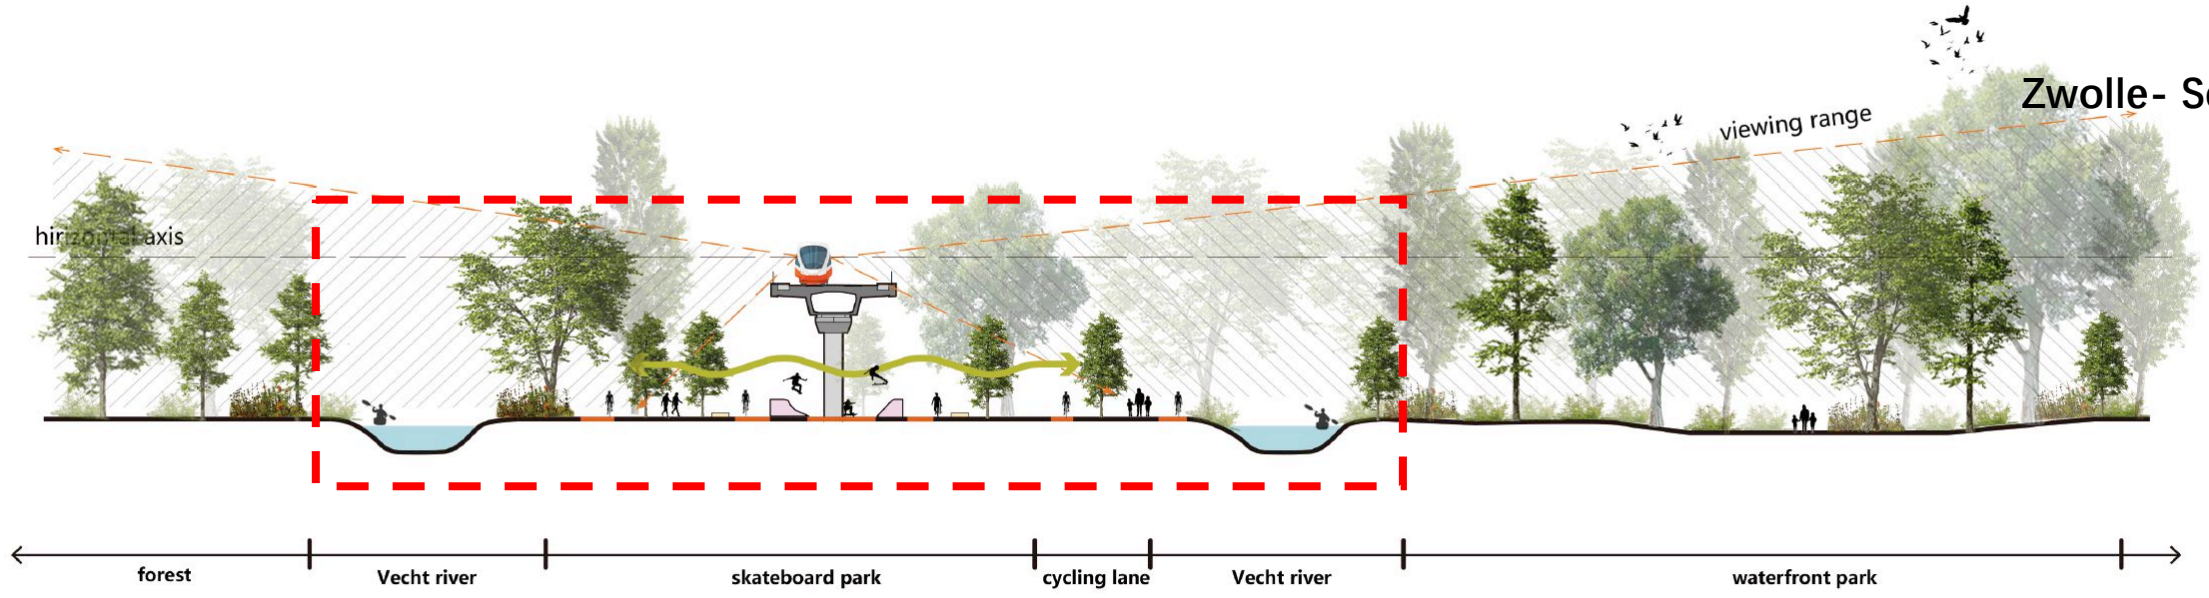 Zwolle- S
viewing range
hirizontal axis
forest
Vecht river
skateboard park
cycling lane
Vecht river
waterfront park